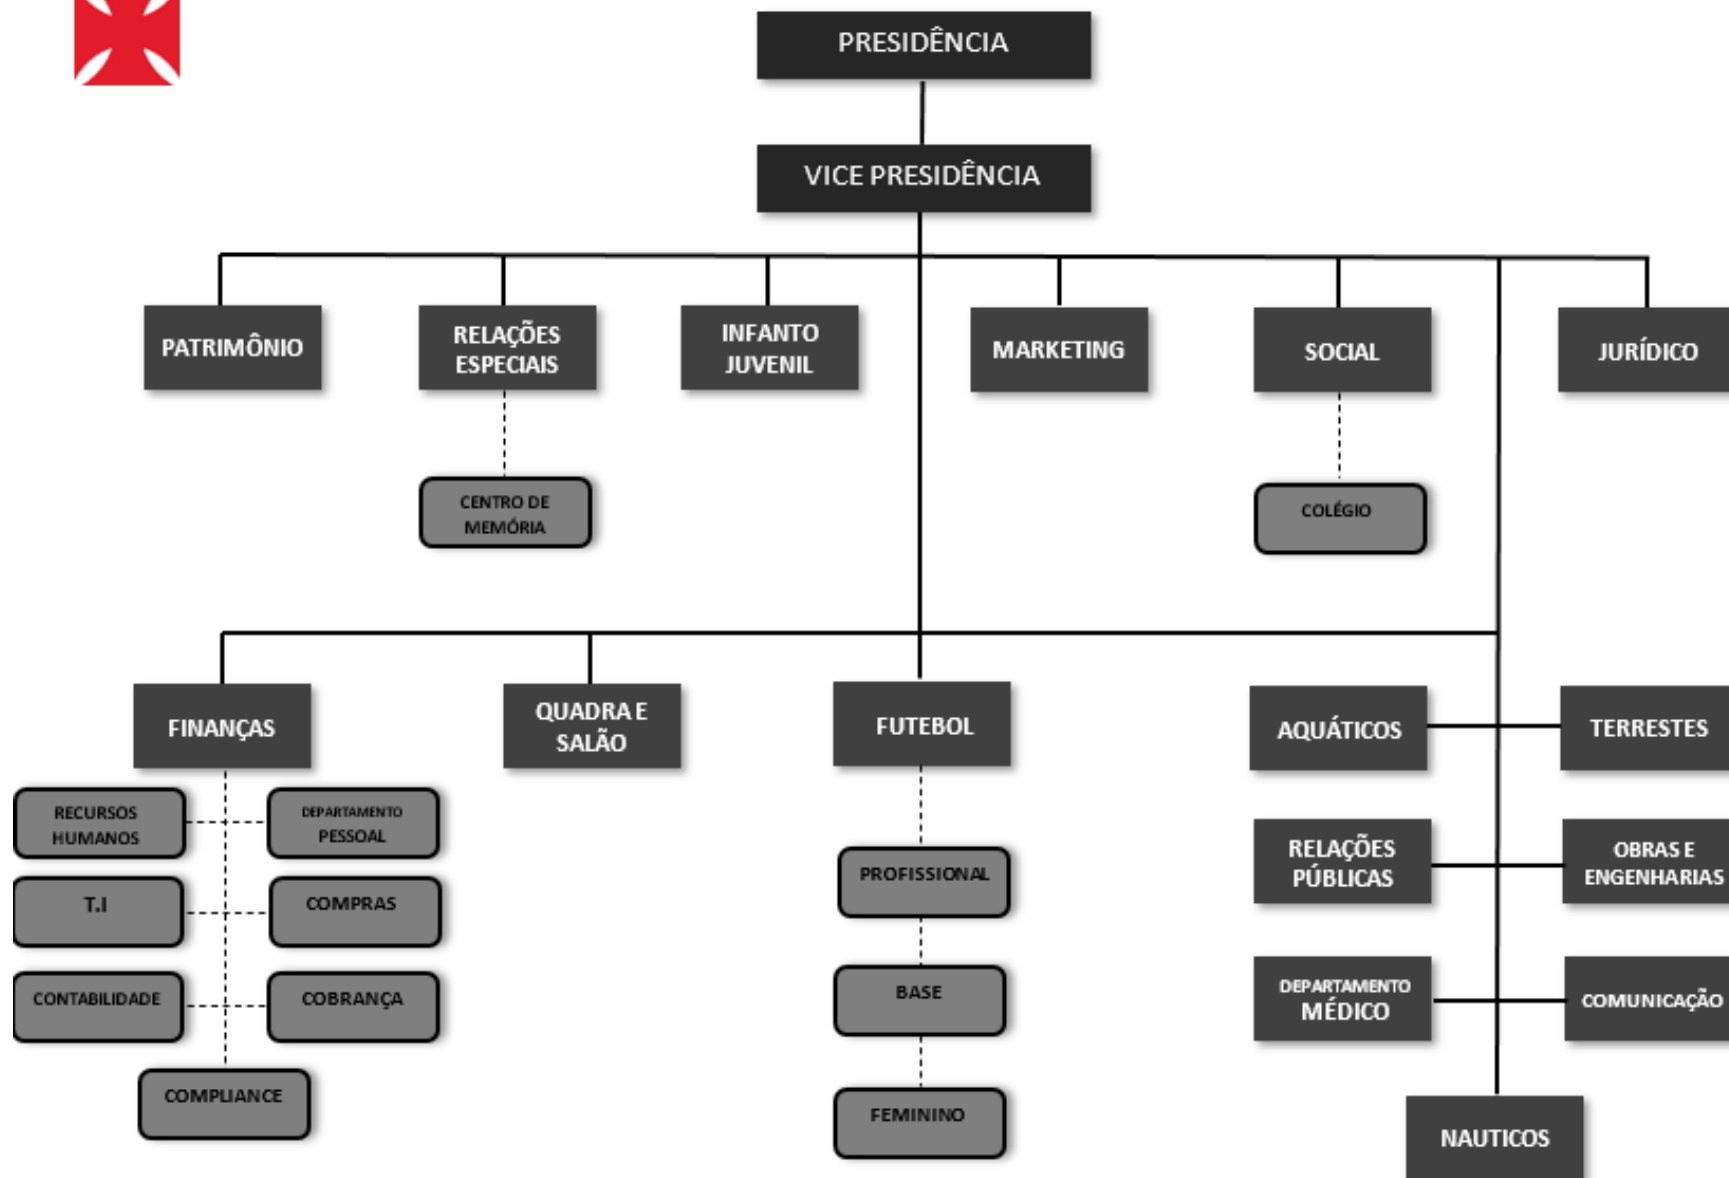 PRESIDÊNCIA
VICE PRESIDÊNCIA
PATRIMÔNIO
RELAÇÕES
ESPECIAIS
INFANTO
JUVENIL
MARKETING
SOCIAL
JURÍDICO
CENTRO DE
MEMÓRIA
COLÉGIO
FINANÇAS
QUADRA E
SALÃO
FUTEBOL
AQUÁTICOS
TERRESTES
RECURSOS
HUMANOS
DEPARTAMENTO
PESSOAL
T.I
COMPRAS
CONTABILIDADE
COBRANÇA
COMPLIANCE
PROFISSIONAL
BASE
FEMININO
RELAÇÕES
PÚBLICAS
OBRAS E
ENGENHARIAS
DEPARTAMENTO
MÉDICO
COMUNICAÇÃO
NAUTICOS